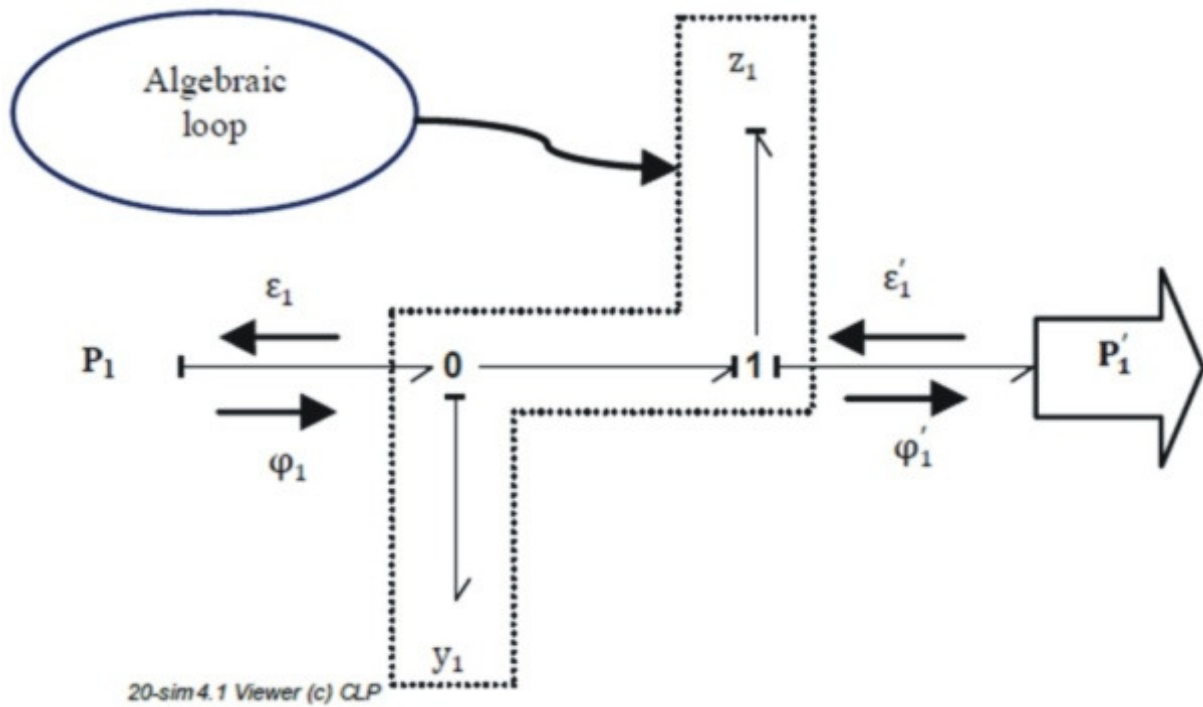 Algebraic
loop
z₁
ε₁
ε₁′
P₁
0
1
P₁′
φ₁
φ₁′
y₁
20-sim 4.1 Viewer (c) CLP